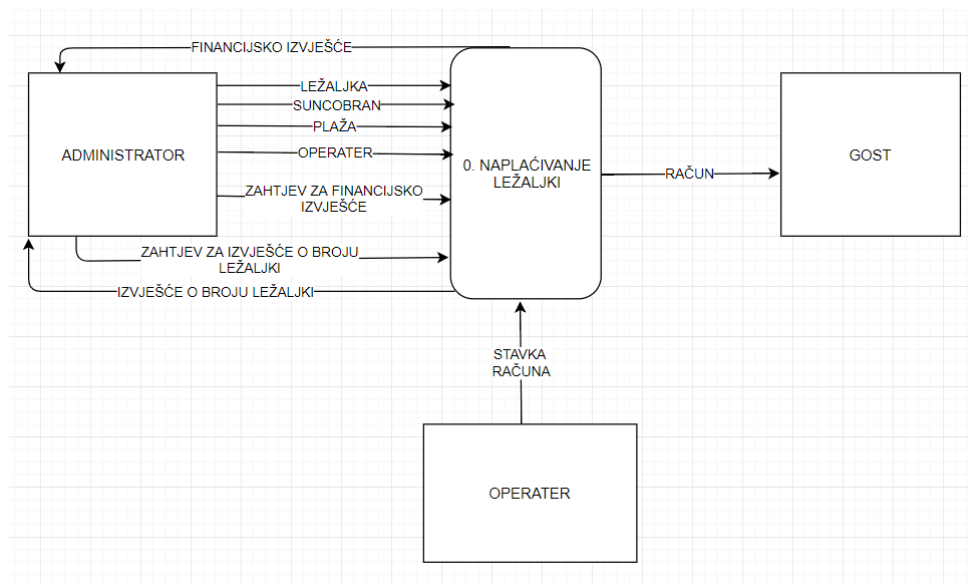 FINANCIJSKO IZVJEŠĆE
LEŽALJKA
SUNCOBRAN
PLAŽA
OPERATER
ADMINISTRATOR
ZAHTJEV ZA FINANCIJSKO
IZVJEŠĆE
ZAHTJEV ZA IZVJEŠĆE O BROJU
LEŽALJKI
IZVJEŠĆE O BROJU LEŽALJKI
0. NAPLAĆIVANJE
LEŽALJKI
RAČUN
GOST
STAVKA
RAČUNA
OPERATER